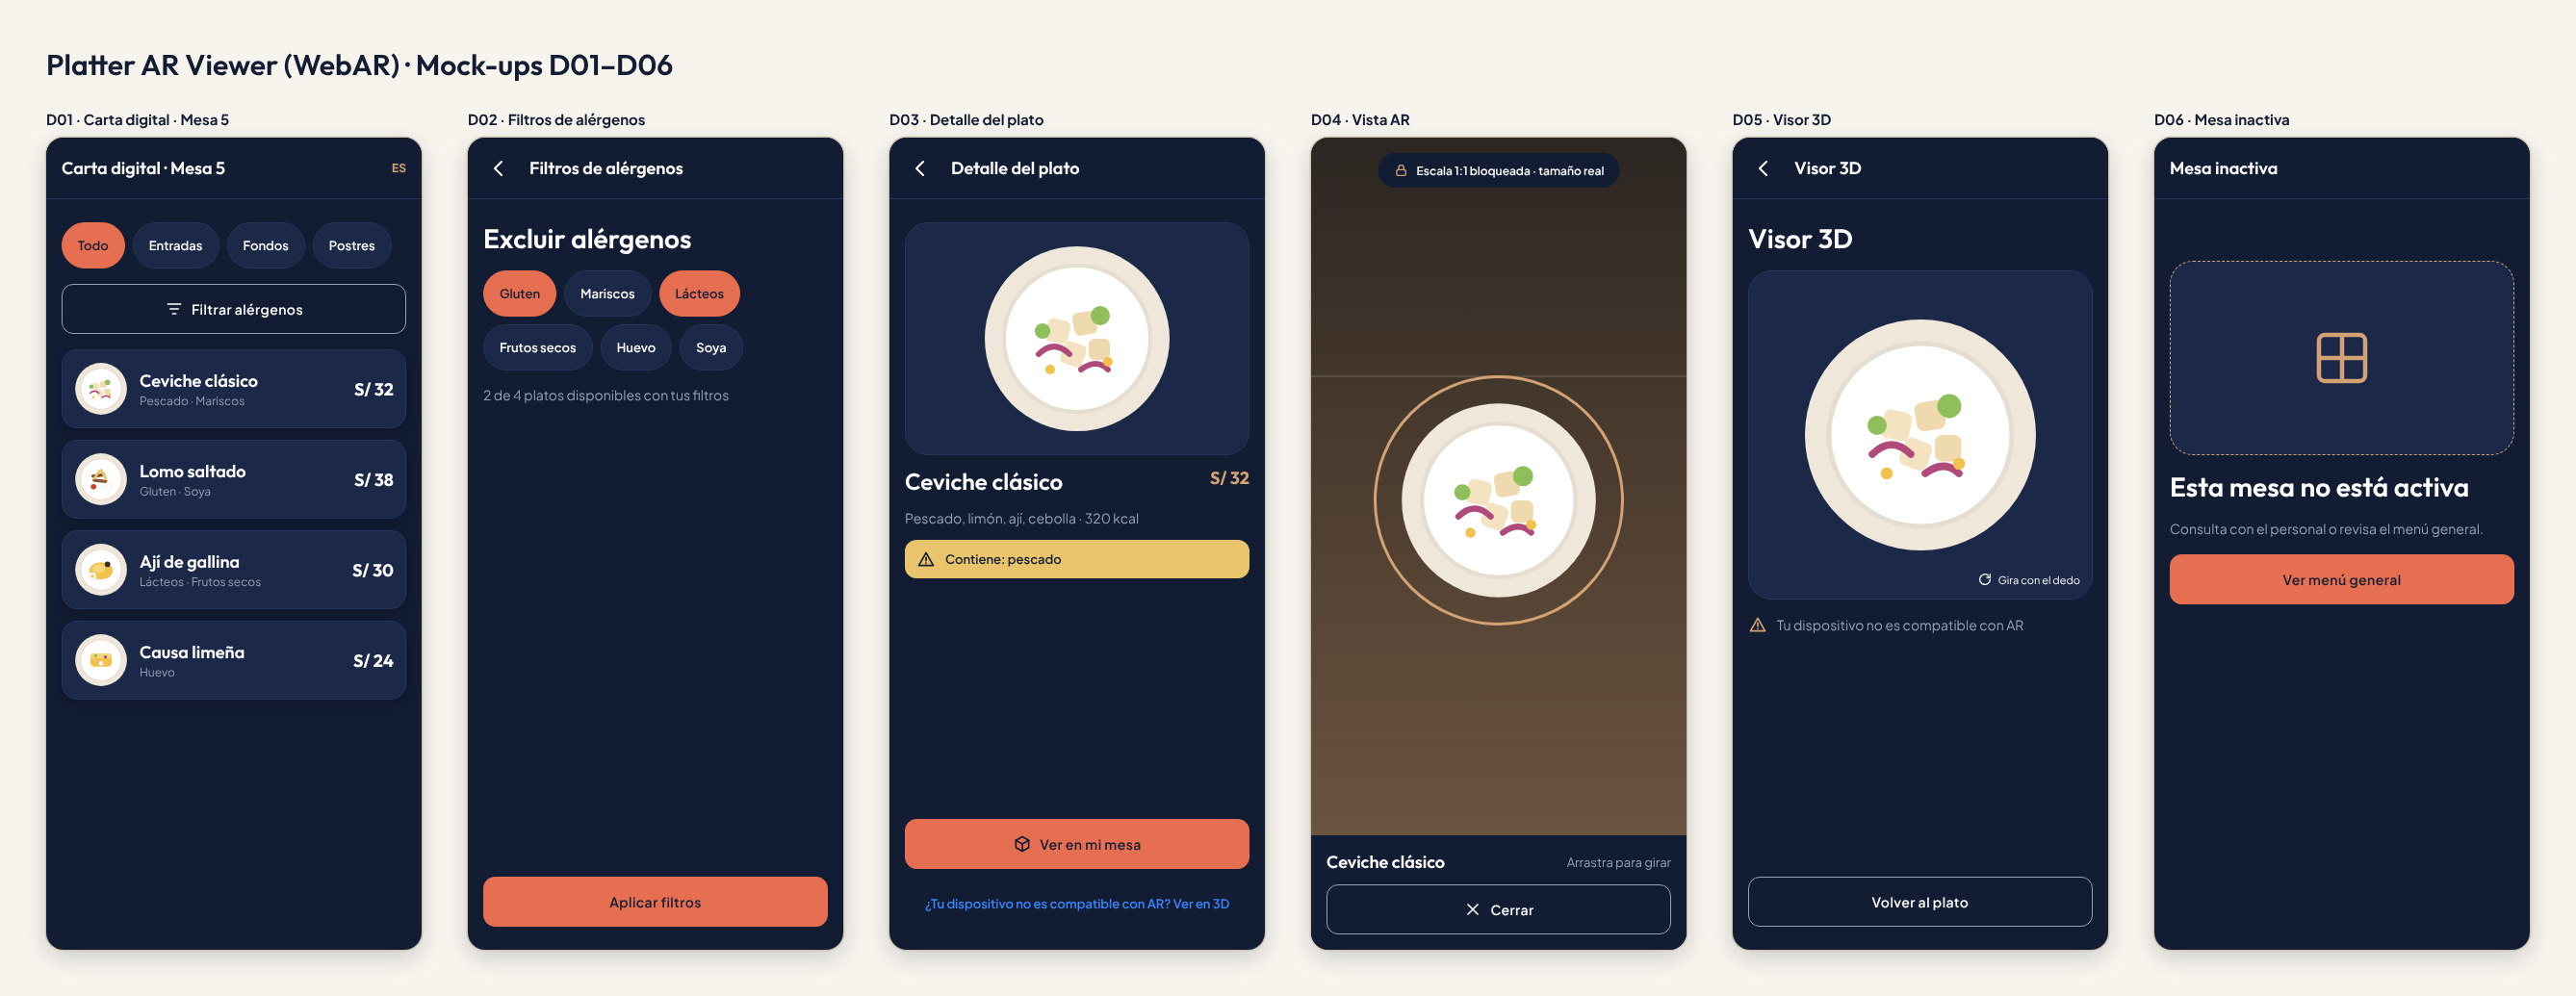 Platter AR Viewer (WebAR) · Mock-ups D01–D06
D01 · Carta digital · Mesa 5
Carta digital · Mesa 5
ES
Todo
Entradas
Fondos
Postres
Filtrar alérgenos
Ceviche clásico
Pescado · Mariscos
S/ 32
Lomo saltado
Gluten · Soya
S/ 38
Ají de gallina
Lácteos · Frutos secos
S/ 30
Causa limeña
Huevo
S/ 24
D02 · Filtros de alérgenos
Filtros de alérgenos
Excluir alérgenos
Gluten
Mariscos
Lácteos
Frutos secos
Huevo
Soya
2 de 4 platos disponibles con tus filtros
Aplicar filtros
D03 · Detalle del plato
Detalle del plato
Ceviche clásico
S/ 32
Pescado, limón, ají, cebolla · 320 kcal
Contiene: pescado
Ver en mi mesa
¿Tu dispositivo no es compatible con AR? Ver en 3D
D04 · Vista AR
Escala 1:1 bloqueada · tamaño real
Ceviche clásico
Arrastra para girar
Cerrar
D05 · Visor 3D
Visor 3D
Visor 3D
Gira con el dedo
Tu dispositivo no es compatible con AR
Volver al plato
D06 · Mesa inactiva
Mesa inactiva
Esta mesa no está activa
Consulta con el personal o revisa el menú general.
Ver menú general